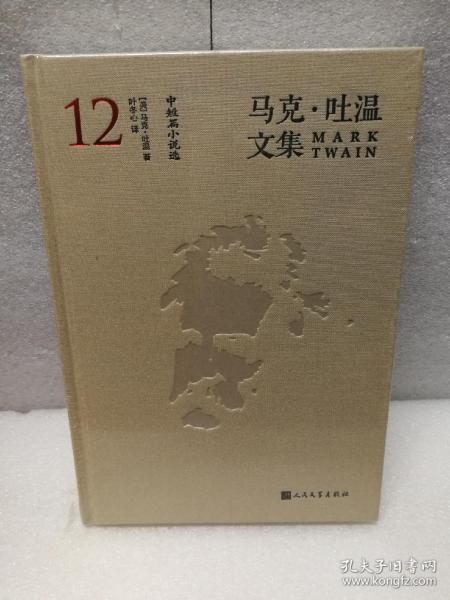 马克·吐温
文集
MARK
TWAIN
12
中短篇小说选
[美]马克·吐温 著
叶冬心 译
人民文学出版社
孔夫子旧书网
www.kongfz.com